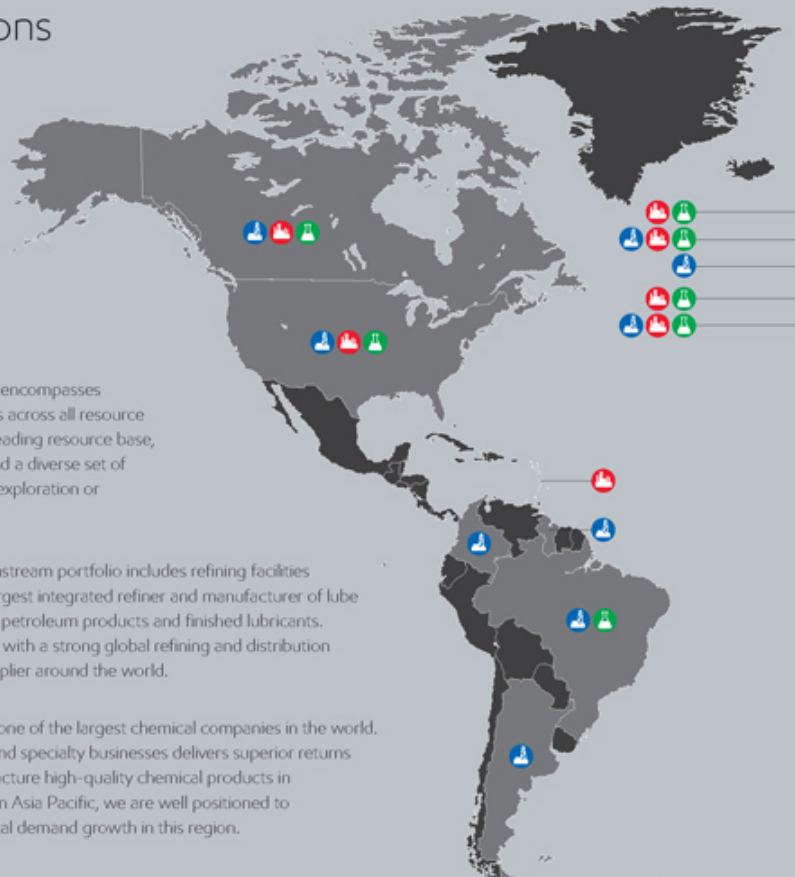 ons
encompasses
s across all resource
eading resource base,
d a diverse set of
exploration or
nstream portfolio includes refining facilities
rgest integrated refiner and manufacturer of lube
petroleum products and finished lubricants.
with a strong global refining and distribution
plier around the world.
one of the largest chemical companies in the world.
nd specialty businesses delivers superior returns
acture high-quality chemical products in
n Asia Pacific, we are well positioned to
al demand growth in this region.